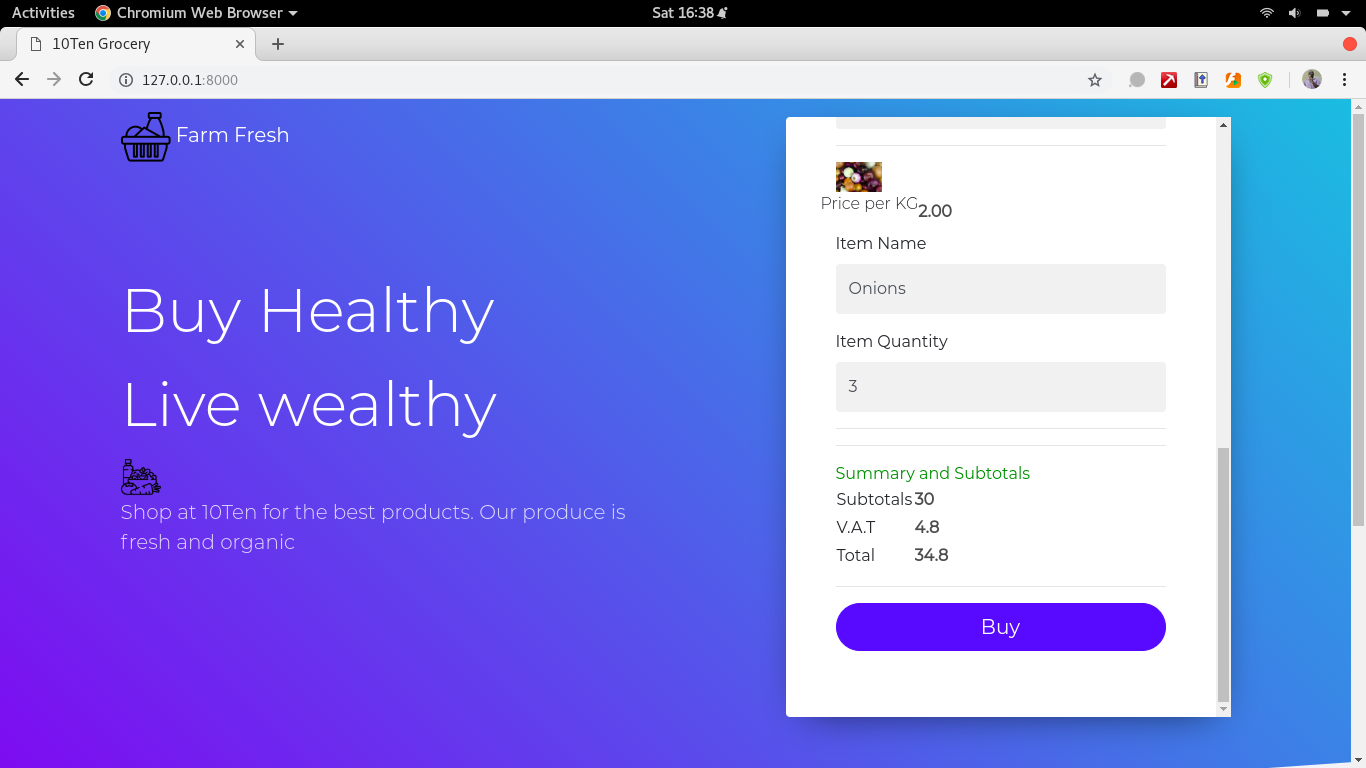 Activities
Chromium Web Browser
Sat 16:38
10Ten Grocery
127.0.0.1:8000
Farm Fresh
Buy Healthy
Live wealthy
Shop at 10Ten for the best products. Our produce is
fresh and organic
Price per KG 2.00
Item Name
Onions
Item Quantity
3
Summary and Subtotals
Subtotals 30
V.A.T 4.8
Total 34.8
Buy